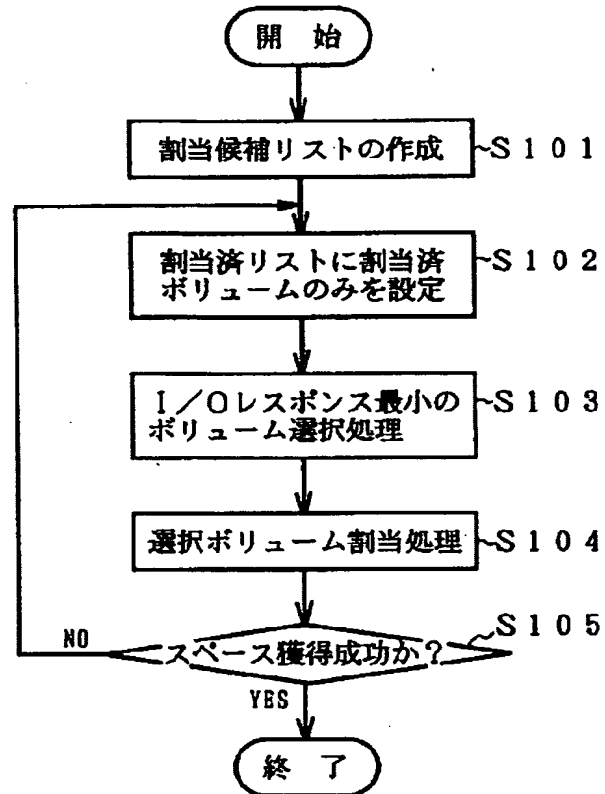 開 始
割当候補リストの作成 ~S101
割当済リストに割当済 ~S102
ボリュームのみを設定
I/Oレスポンス最小の ~S103
ボリューム選択処理
選択ボリューム割当処理 ~S104
S105
NO スペース獲得成功か?
YES
終 了